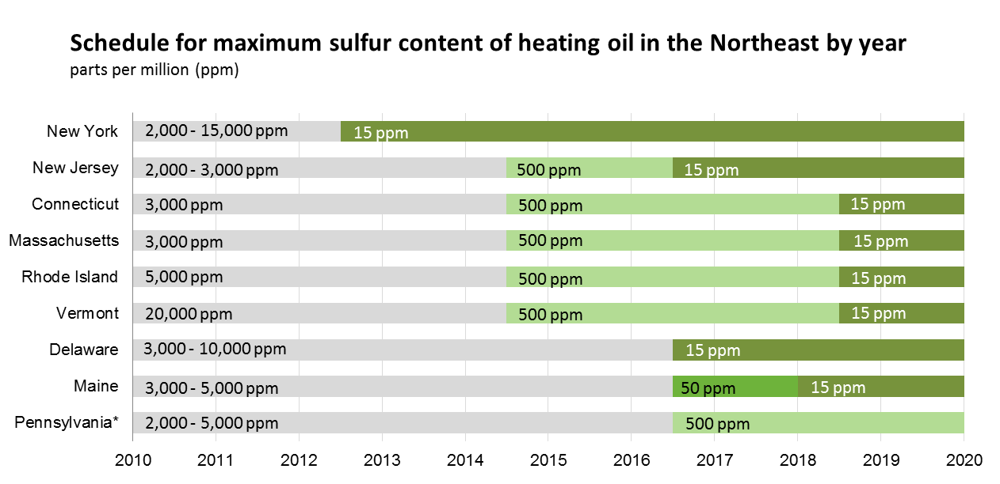 Schedule for maximum sulfur content of heating oil in the Northeast by year
parts per million (ppm)
New York 2,000 - 15,000 ppm 15 ppm
New Jersey 2,000 - 3,000 ppm 500 ppm 15 ppm
Connecticut 3,000 ppm 500 ppm 15 ppm
Massachusetts 3,000 ppm 500 ppm 15 ppm
Rhode Island 5,000 ppm 500 ppm 15 ppm
Vermont 20,000 ppm 500 ppm 15 ppm
Delaware 3,000 - 10,000 ppm 15 ppm
Maine 3,000 - 5,000 ppm 50 ppm 15 ppm
Pennsylvania* 2,000 - 5,000 ppm 500 ppm
2010 2011 2012 2013 2014 2015 2016 2017 2018 2019 2020